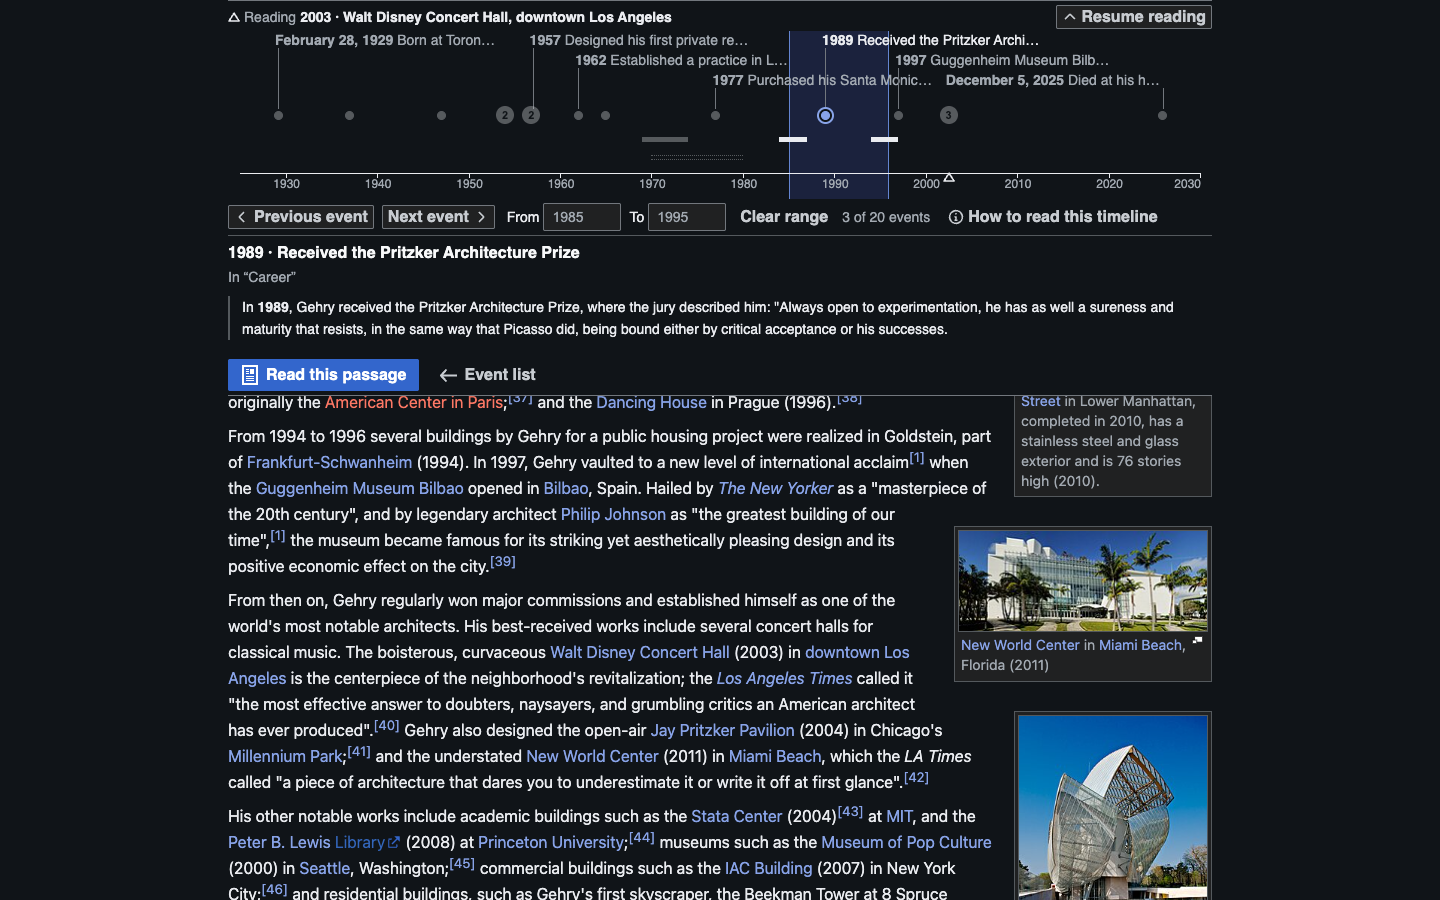 Reading 2003 · Walt Disney Concert Hall, downtown Los Angeles
Resume reading
February 28, 1929 Born at Toron...
1957 Designed his first private re...
1989 Received the Pritzker Archi...
1962 Established a practice in L...
1997 Guggenheim Museum Bilb...
1977 Purchased his Santa Monic...
December 5, 2025 Died at his h...
2 2 3
1930 1940 1950 1960 1970 1980 1990 2000 2010 2020 2030
Previous event
Next event
From 1985
To 1995
Clear range
3 of 20 events
How to read this timeline
1989 · Received the Pritzker Architecture Prize
In “Career”
In 1989, Gehry received the Pritzker Architecture Prize, where the jury described him: "Always open to experimentation, he has as well a sureness and
maturity that resists, in the same way that Picasso did, being bound either by critical acceptance or his successes.
Read this passage
Event list
originally the American Center in Paris;[37] and the Dancing House in Prague (1996).[38]
From 1994 to 1996 several buildings by Gehry for a public housing project were realized in Goldstein, part
of Frankfurt-Schwanheim (1994). In 1997, Gehry vaulted to a new level of international acclaim[1] when
the Guggenheim Museum Bilbao opened in Bilbao, Spain. Hailed by The New Yorker as a "masterpiece of
the 20th century", and by legendary architect Philip Johnson as "the greatest building of our
time",[1] the museum became famous for its striking yet aesthetically pleasing design and its
positive economic effect on the city.[39]
From then on, Gehry regularly won major commissions and established himself as one of the
world's most notable architects. His best-received works include several concert halls for
classical music. The boisterous, curvaceous Walt Disney Concert Hall (2003) in downtown Los
Angeles is the centerpiece of the neighborhood's revitalization; the Los Angeles Times called it
"the most effective answer to doubters, naysayers, and grumbling critics an American architect
has ever produced".[40] Gehry also designed the open-air Jay Pritzker Pavilion (2004) in Chicago's
Millennium Park;[41] and the understated New World Center (2011) in Miami Beach, which the LA Times
called "a piece of architecture that dares you to underestimate it or write it off at first glance".[42]
His other notable works include academic buildings such as the Stata Center (2004)[43] at MIT, and the
Peter B. Lewis Library (2008) at Princeton University;[44] museums such as the Museum of Pop Culture
(2000) in Seattle, Washington;[45] commercial buildings such as the IAC Building (2007) in New York
City;[46] and residential buildings, such as Gehry's first skyscraper, the Beekman Tower at 8 Spruce
Street in Lower Manhattan,
completed in 2010, has a
stainless steel and glass
exterior and is 76 stories
high (2010).
New World Center in Miami Beach,
Florida (2011)